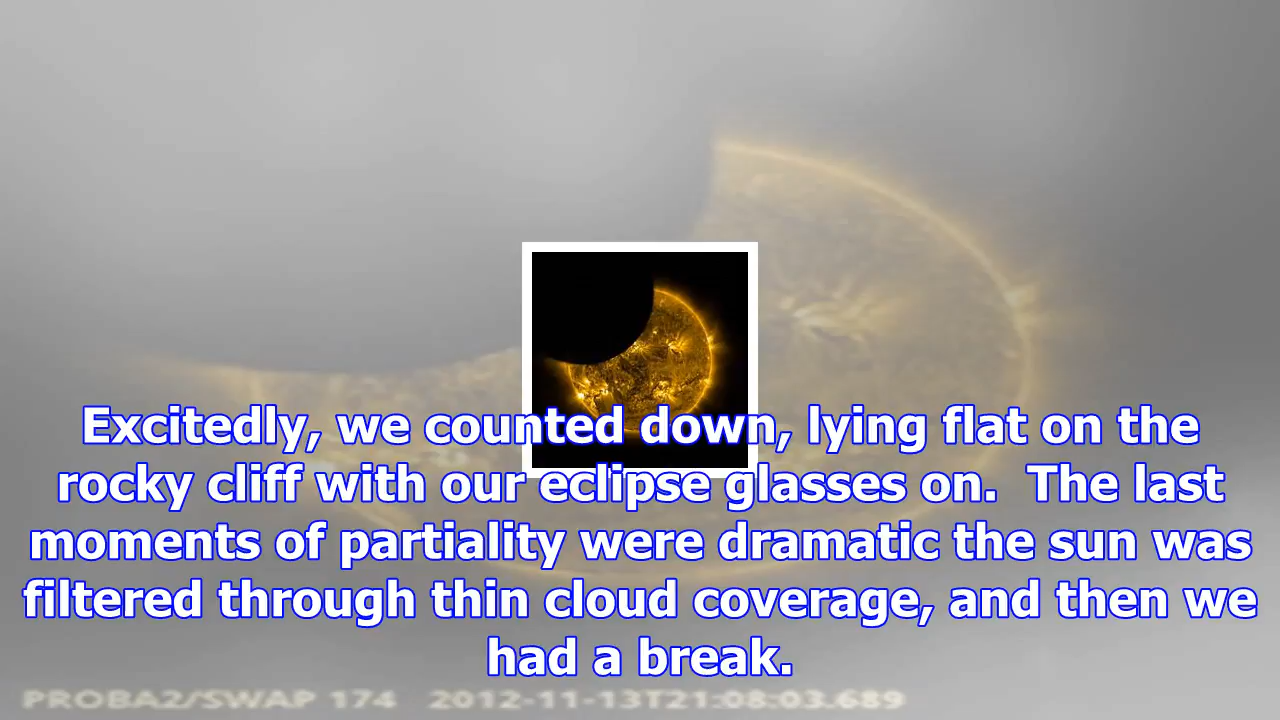 Excitedly, we counted down, lying flat on the
rocky cliff with our eclipse glasses on.  The last
moments of partiality were dramatic the sun was
filtered through thin cloud coverage, and then we
had a break.
PROBA2/SWAP 174   2012-11-13T21:08:03.689